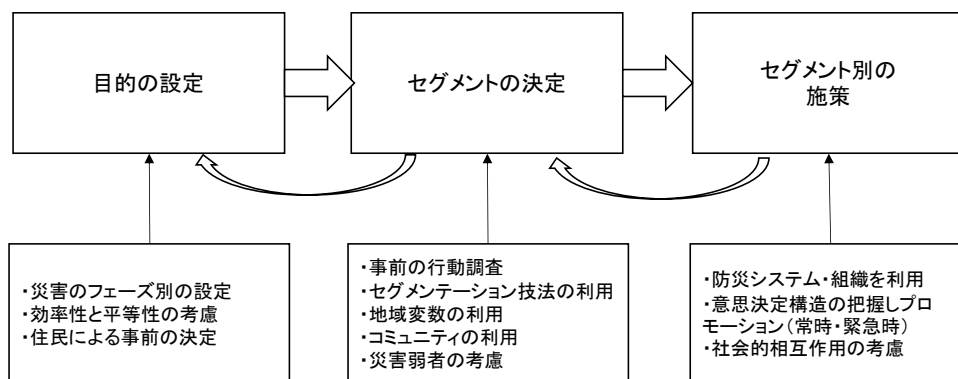 目的の設定
セグメントの決定
セグメント別の
施策
・災害のフェーズ別の設定
・効率性と平等性の考慮
・住民による事前の決定
・事前の行動調査
・セグメンテーション技法の利用
・地域変数の利用
・コミュニティの利用
・災害弱者の考慮
・防災システム・組織を利用
・意思決定構造の把握しプロ
モーション（常時・緊急時）
・社会的相互作用の考慮